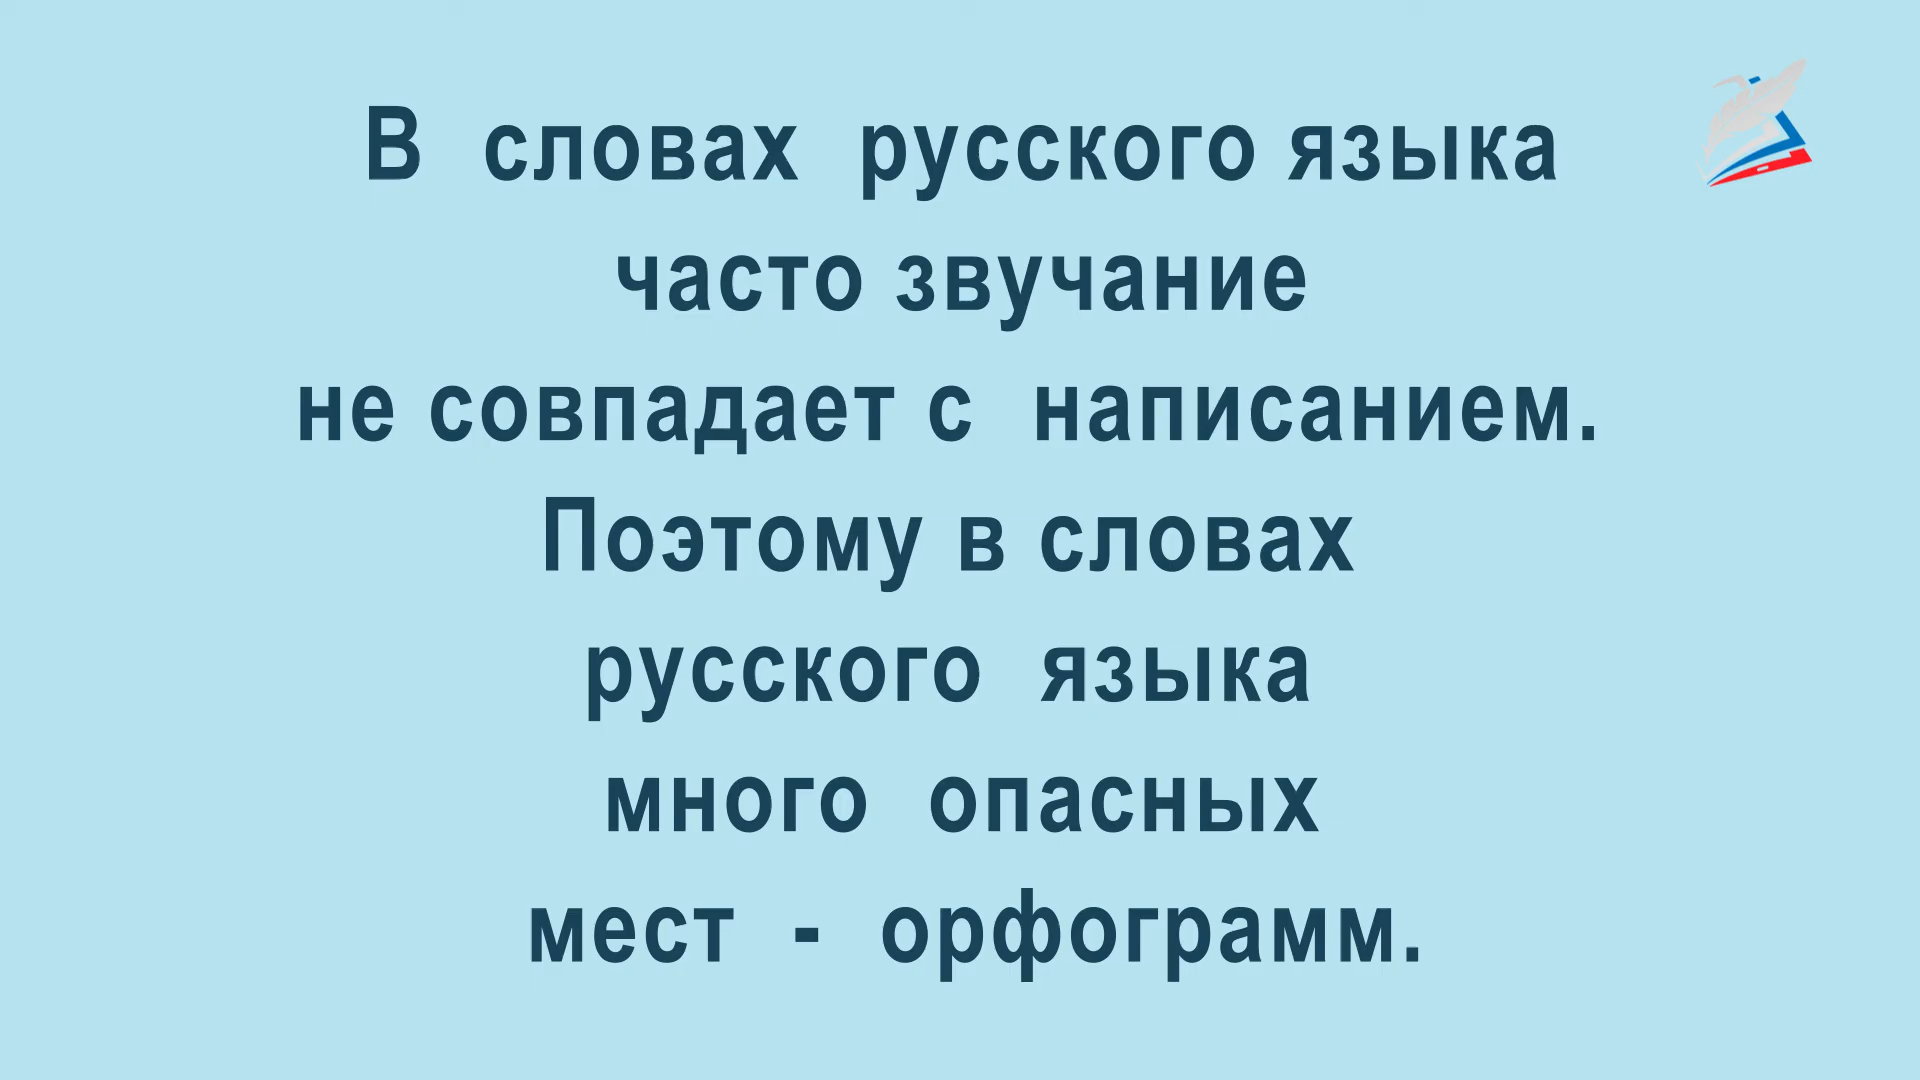 В словах русского языка
часто звучание
не совпадает с написанием.
Поэтому в словах
русского языка
много опасных
мест - орфограмм.